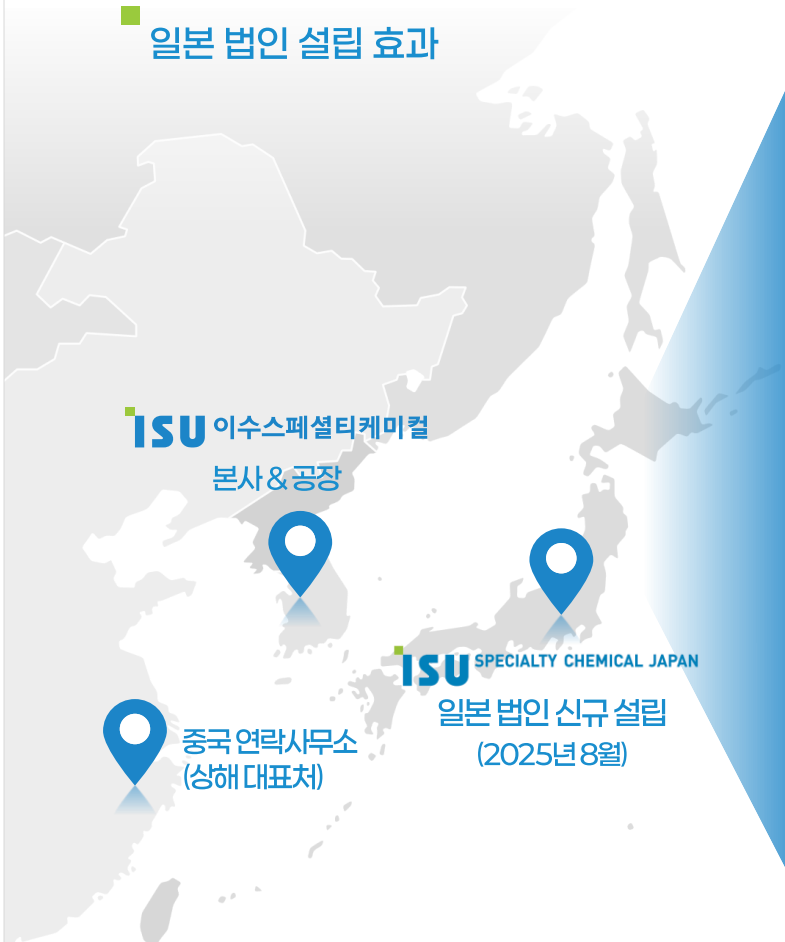 일본 법인 설립 효과
ISU 이수스페셜티케미컬
본사 & 공장
ISU SPECIALTY CHEMICAL JAPAN
일본 법인 신규 설립
(2025년 8월)
중국 연락사무소
(상해 대표처)